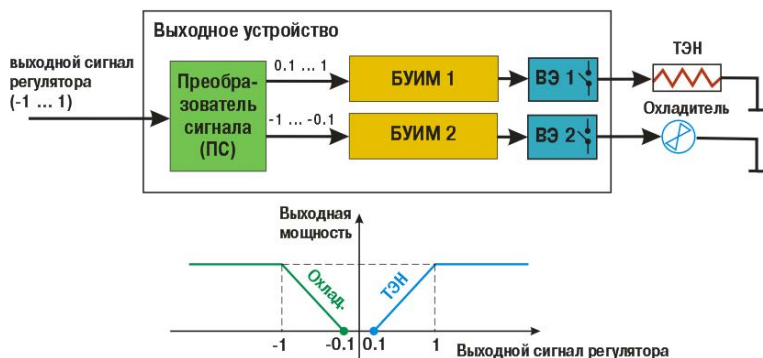 Выходное устройство
выходной сигнал
регулятора
(-1 ... 1)
Преобра-
зователь
сигнала
(ПС)
0.1 ... 1
-1 ... -0.1
БУИМ 1
БУИМ 2
ВЭ 1
ВЭ 2
ТЭН
Охладитель
Выходная
мощность
Охлад.
ТЭН
-1
-0.1
0.1
1
Выходной сигнал регулятора